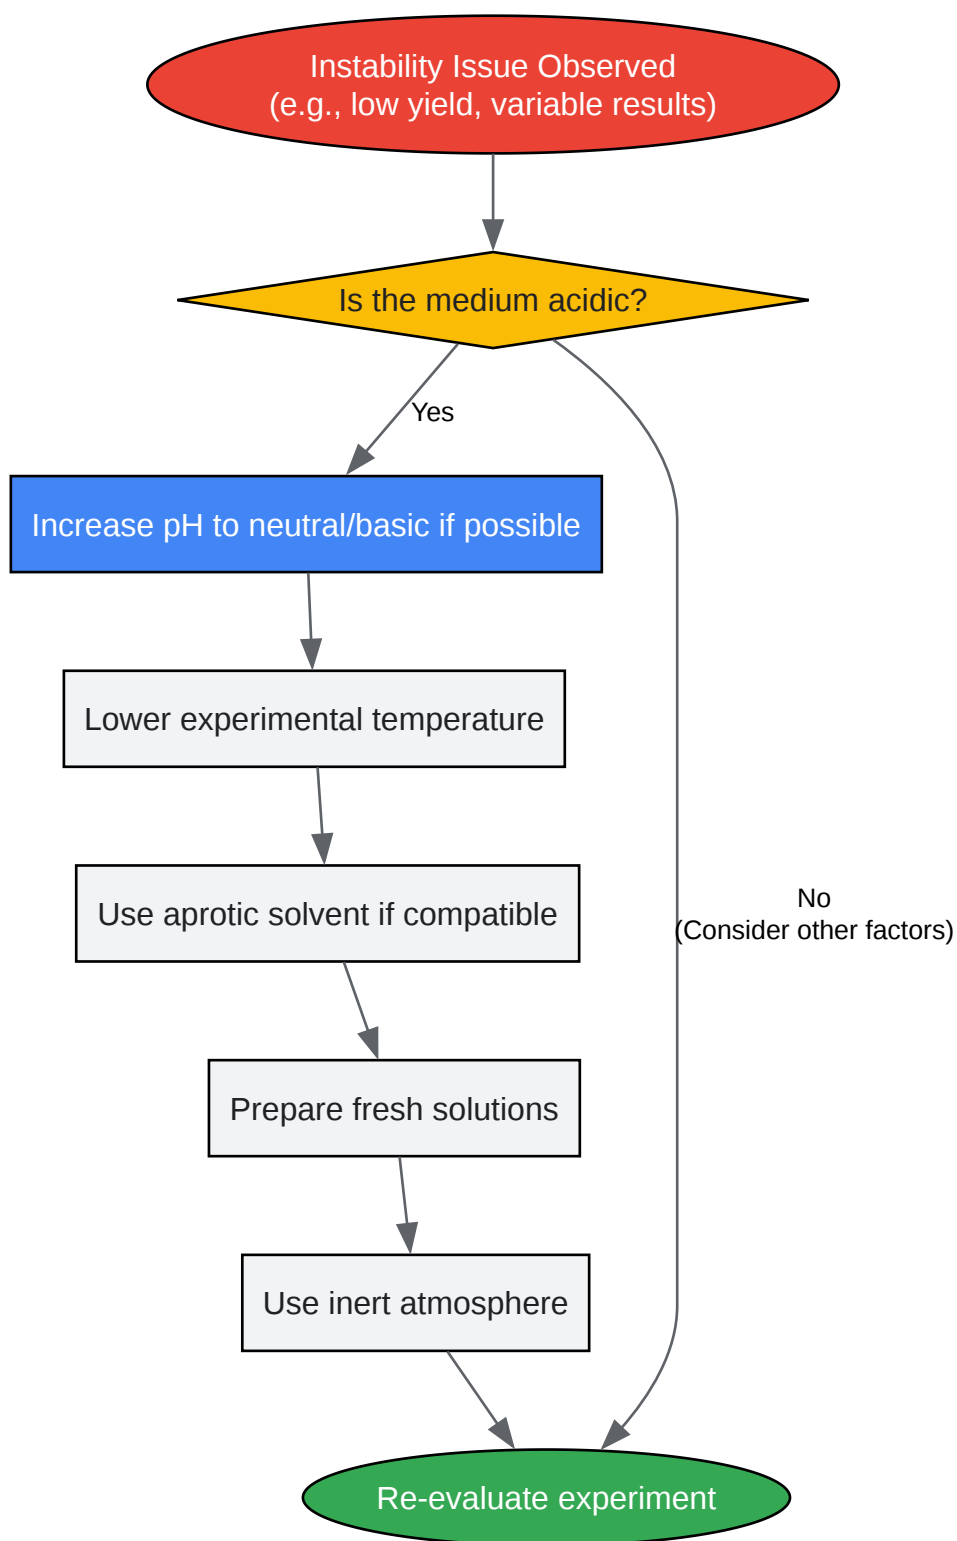 Instability Issue Observed
(e.g., low yield, variable results)
Is the medium acidic?
Yes
Increase pH to neutral/basic if possible
Lower experimental temperature
Use aprotic solvent if compatible
No
(Consider other factors)
Prepare fresh solutions
Use inert atmosphere
Re-evaluate experiment